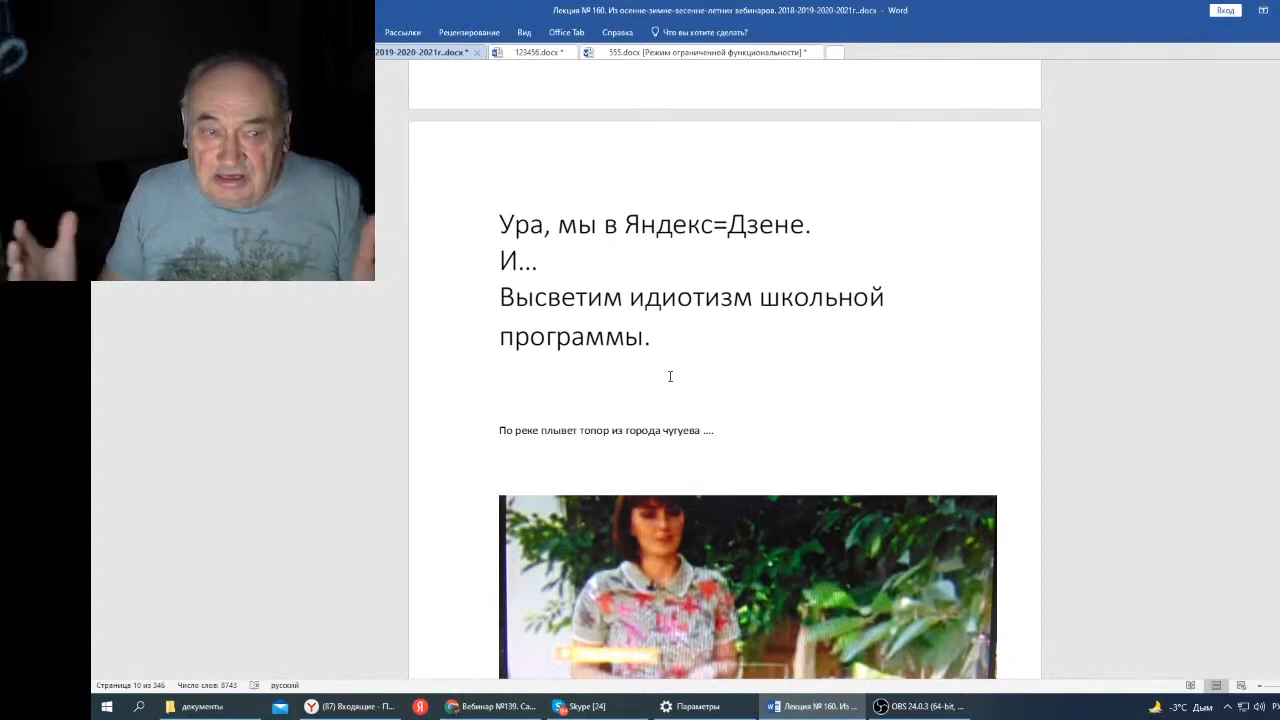 Лекция № 160. Из осенне-зимне-весенне-летних вебинаров. 2018-2019-2020-2021г..docx - Word
Вход
Рассылки Рецензирование Вид Office Tab Справка Что вы хотите сделать?
2019-2020-2021г..docx * 123456.docx * 555.docx [Режим ограниченной функциональности] *
Ура, мы в Яндекс=Дзене.
И...
Высветим идиотизм школьной
программы.
По реке плывет топор из города чугуева ....
Страница 10 из 346 Число слов: 8743 русский
документы (87) Входящие - П... Вебинар №139. Са... Skype [24] Параметры Лекция № 160. Из ... OBS 24.0.3 (64-bit, ... -3°C Дым